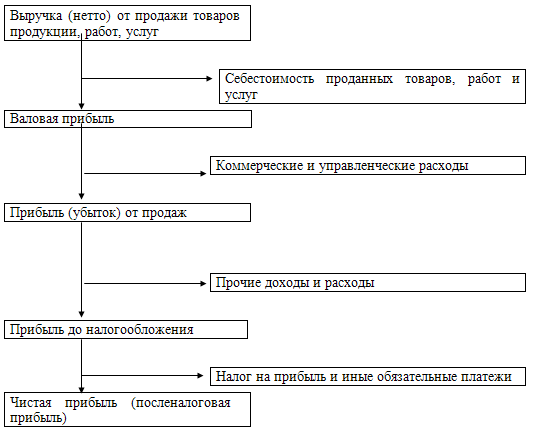 Выручка (нетто) от продажи товаров
продукции, работ, услуг
Себестоимость проданных товаров, работ и
услуг
Валовая прибыль
Коммерческие и управленческие расходы
Прибыль (убыток) от продаж
Прочие доходы и расходы
Прибыль до налогообложения
Налог на прибыль и иные обязательные платежи
Чистая прибыль (посленалоговая
прибыль)